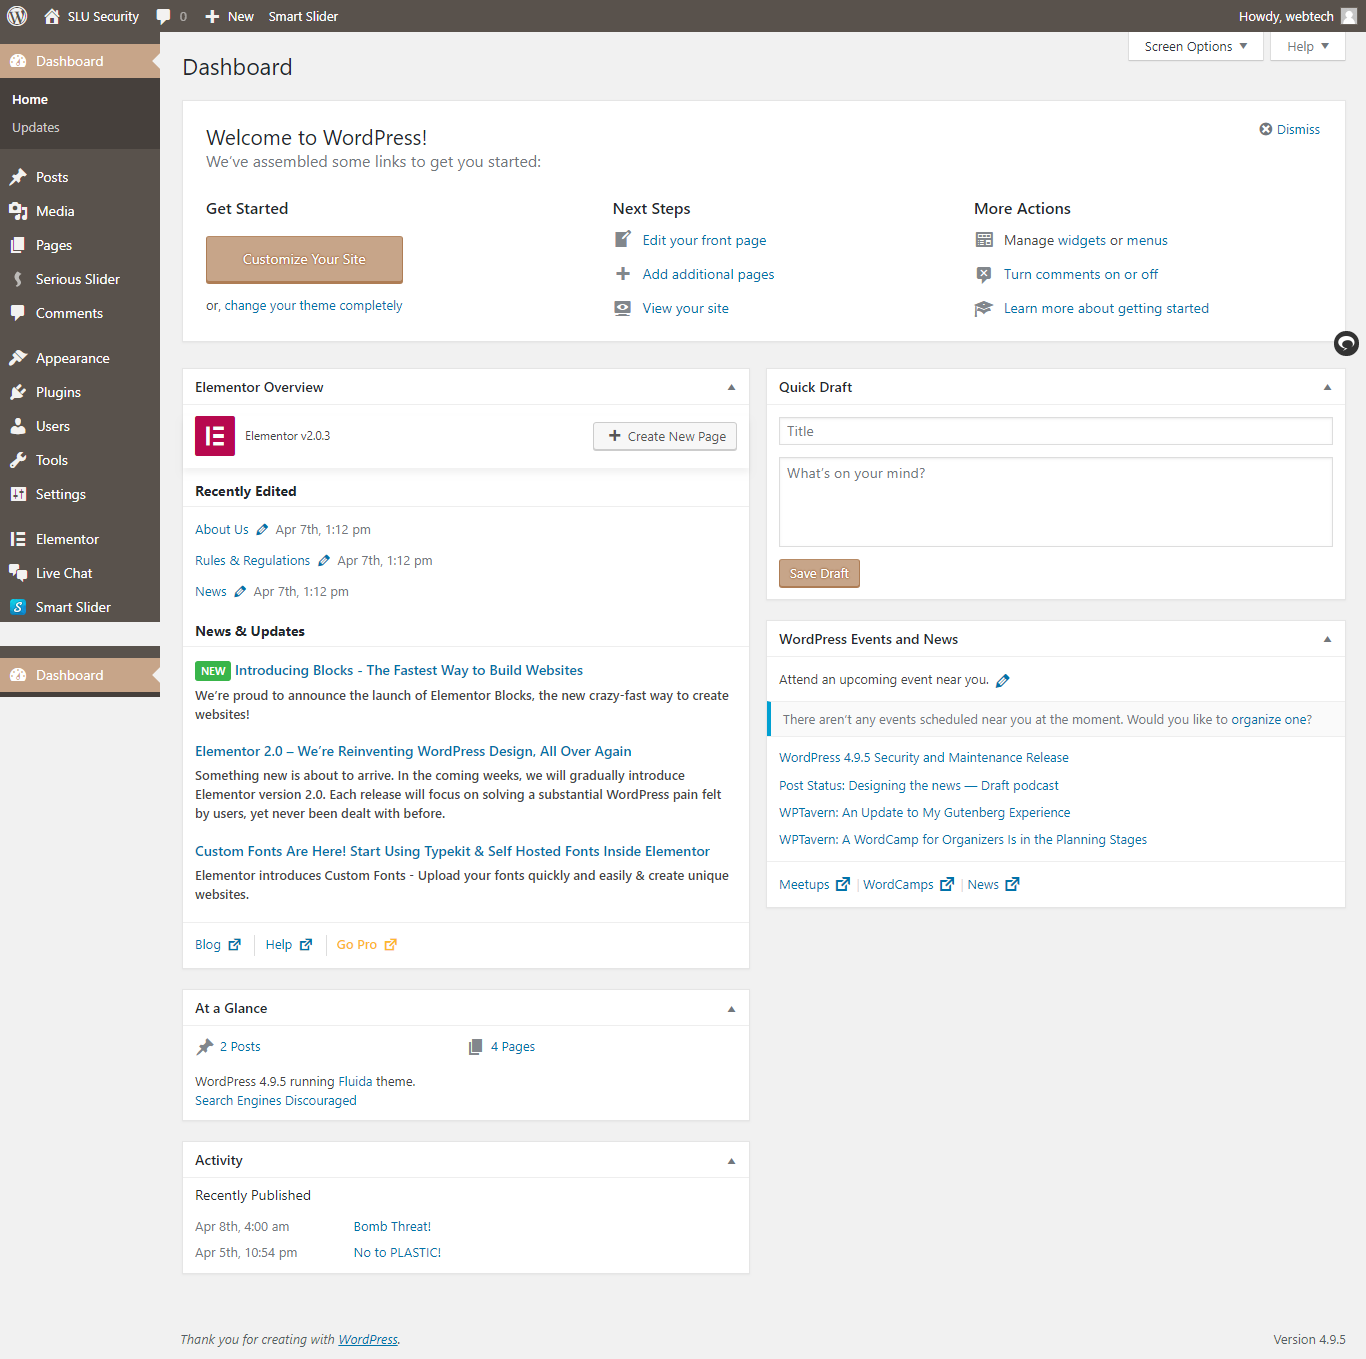 SLU Security 0 New Smart Slider Howdy, webtech
Dashboard
Home
Updates
Posts
Media
Pages
Serious Slider
Comments
Appearance
Plugins
Users
Tools
Settings
Elementor
Live Chat
Smart Slider
Dashboard
Screen Options Help
Dashboard
Welcome to WordPress!
Dismiss
We've assembled some links to get you started:
Get Started
Customize Your Site
or, change your theme completely
Next Steps
Edit your front page
Add additional pages
View your site
More Actions
Manage widgets or menus
Turn comments on or off
Learn more about getting started
Elementor Overview
Elementor v2.0.3
Create New Page
Recently Edited
About Us Apr 7th, 1:12 pm
Rules & Regulations Apr 7th, 1:12 pm
News Apr 7th, 1:12 pm
News & Updates
NEW Introducing Blocks - The Fastest Way to Build Websites
We're proud to announce the launch of Elementor Blocks, the new crazy-fast way to create
websites!
Elementor 2.0 – We're Reinventing WordPress Design, All Over Again
Something new is about to arrive. In the coming weeks, we will gradually introduce
Elementor version 2.0. Each release will focus on solving a substantial WordPress pain felt
by users, yet never been dealt with before.
Custom Fonts Are Here! Start Using Typekit & Self Hosted Fonts Inside Elementor
Elementor introduces Custom Fonts - Upload your fonts quickly and easily & create unique
websites.
Blog Help Go Pro
At a Glance
2 Posts 4 Pages
WordPress 4.9.5 running Fluida theme.
Search Engines Discouraged
Activity
Recently Published
Apr 8th, 4:00 am Bomb Threat!
Apr 5th, 10:54 pm No to PLASTIC!
Quick Draft
Title
What's on your mind?
Save Draft
WordPress Events and News
Attend an upcoming event near you.
There aren't any events scheduled near you at the moment. Would you like to organize one?
WordPress 4.9.5 Security and Maintenance Release
Post Status: Designing the news — Draft podcast
WPTavern: An Update to My Gutenberg Experience
WPTavern: A WordCamp for Organizers Is in the Planning Stages
Meetups | WordCamps | News
Thank you for creating with WordPress.
Version 4.9.5